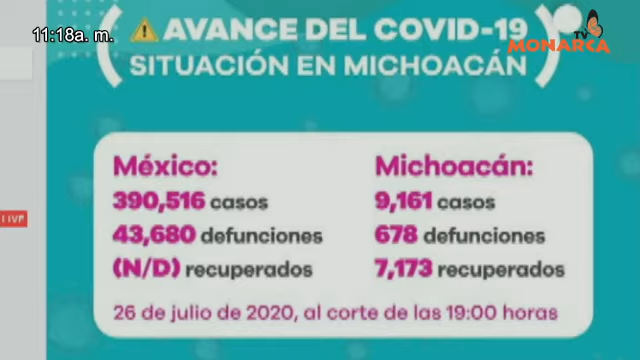 11:18a. m.
AVANCE DEL COVID-19
SITUACIÓN EN MICHOACÁN
TV
MONARCA
México:
390,516 casos
43,680 defunciones
(N/D) recuperados
Michoacán:
9,161 casos
678 defunciones
7,173 recuperados
LIVE
26 de julio de 2020, al corte de las 19:00 horas